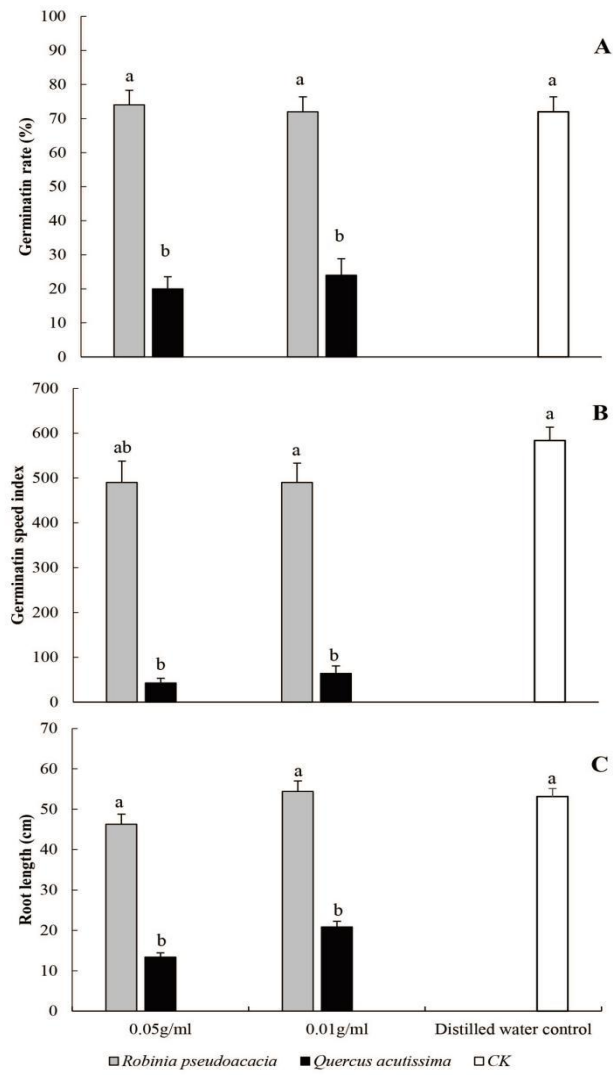 A
Germinatin rate (%)
100
90
80
70
60
50
40
30
20
10
0
a
b
a
b
a
B
Germinatin speed index
700
600
500
400
300
200
100
0
ab
b
a
b
a
C
Root length (cm)
70
60
50
40
30
20
10
0
a
b
a
b
a
0.05g/ml 0.01g/ml Distilled water control
Robinia pseudoacacia Quercus acutissima CK